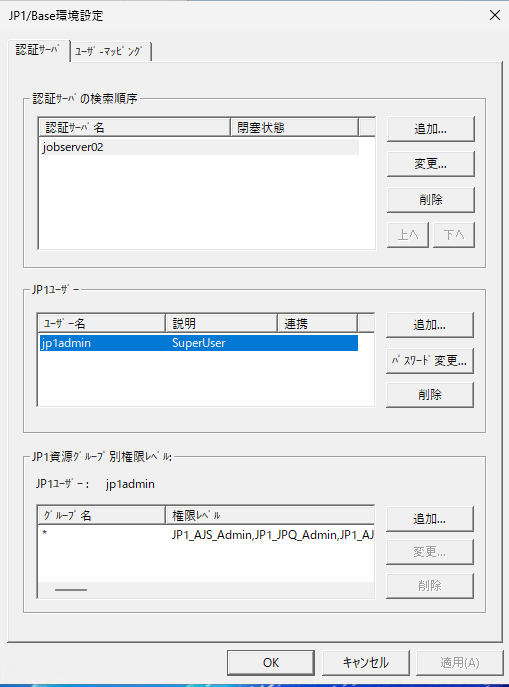 JP1/Base環境設定
認証ｻｰﾊﾞ
ﾕｰｻﾞｰﾏｯﾋﾟﾝｸﾞ
認証ｻｰﾊﾞの検索順序
認証ｻｰﾊﾞ名 閉塞状態
jobserver02
追加...
変更...
削除
上へ 下へ
JP1ﾕｰｻﾞｰ
ﾕｰｻﾞｰ名 説明 連携
jp1admin SuperUser
追加...
ﾊﾟｽﾜｰﾄﾞ変更...
削除
JP1資源ｸﾞﾙｰﾌﾟ別権限ﾚﾍﾞﾙ:
JP1ﾕｰｻﾞｰ: jp1admin
ｸﾞﾙｰﾌﾟ名 権限ﾚﾍﾞﾙ
* JP1_AJS_Admin,JP1_JPQ_Admin,JP1_AJ
追加...
変更...
削除
OK キャンセル 適用(A)